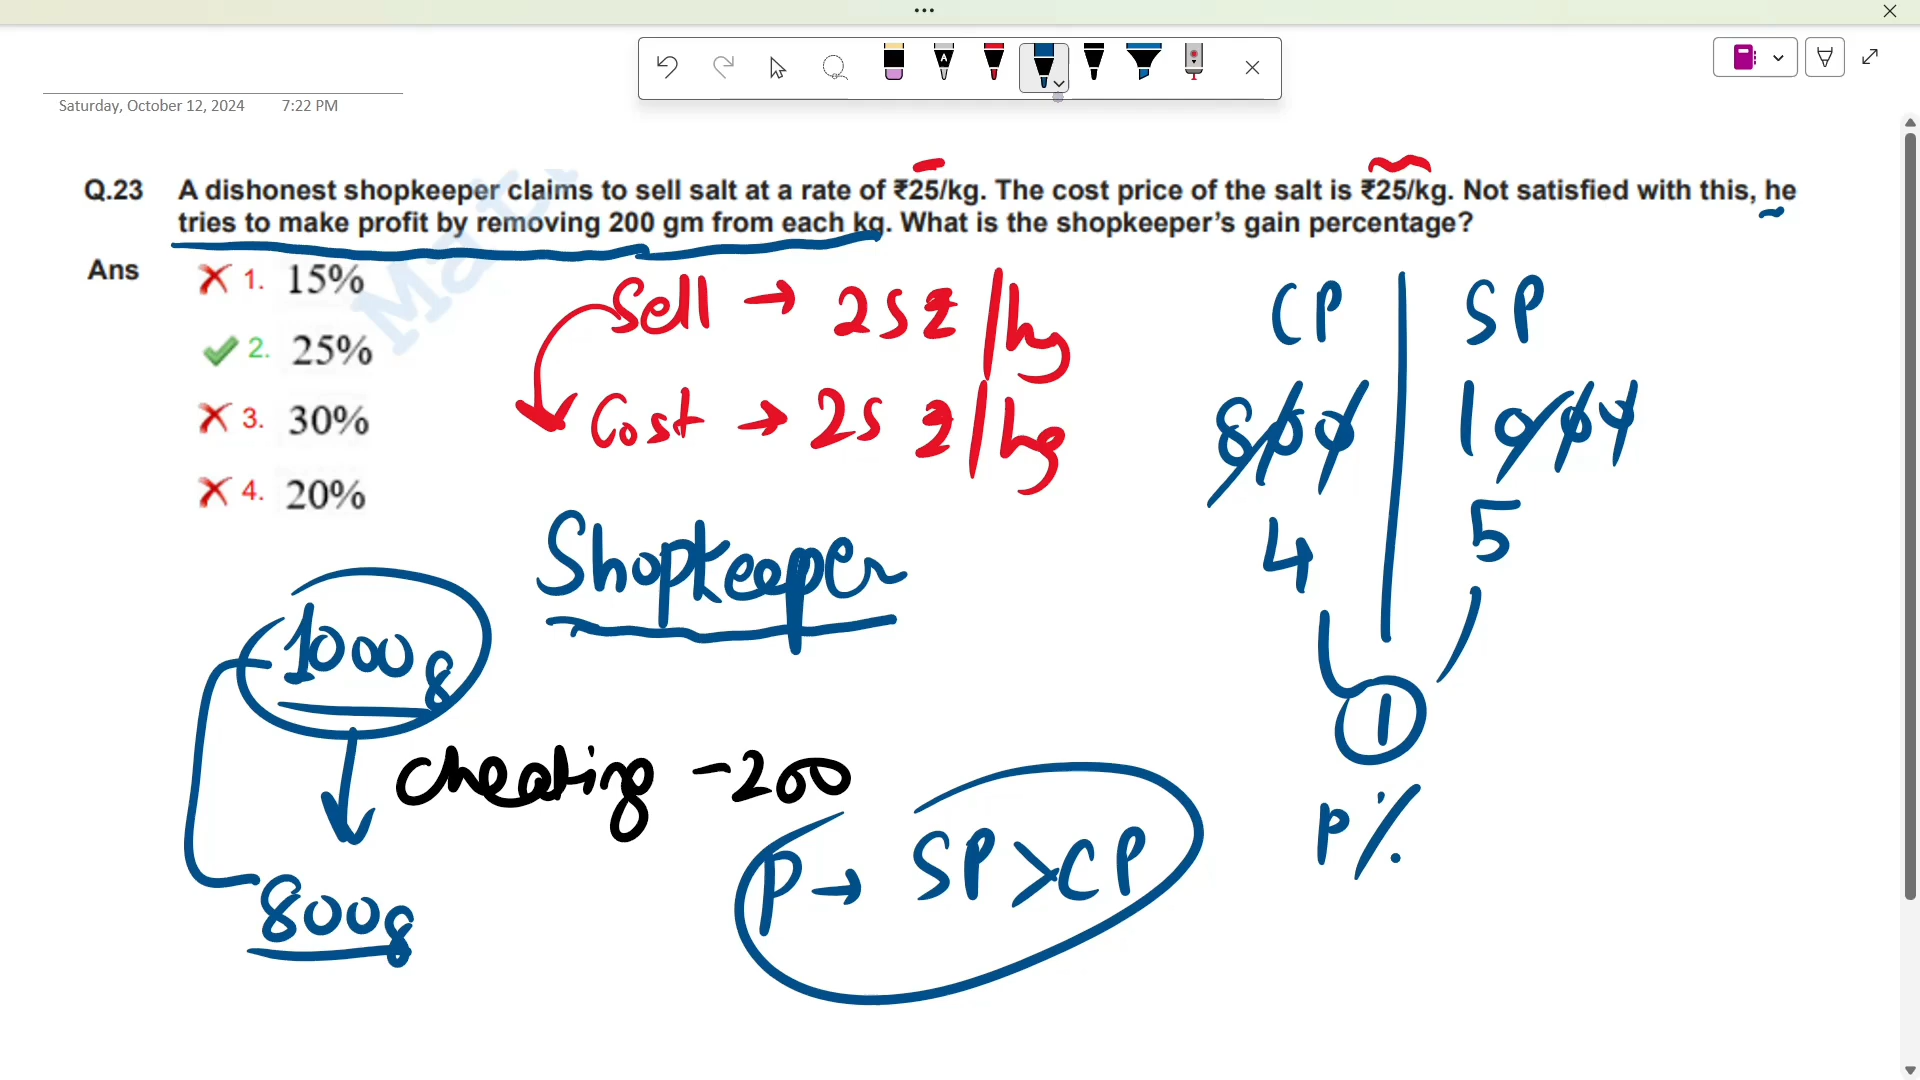 Saturday, October 12, 2024 7:22 PM
Q.23 A dishonest shopkeeper claims to sell salt at a rate of ₹25/kg. The cost price of the salt is ₹25/kg. Not satisfied with this, he
tries to make profit by removing 200 gm from each kg. What is the shopkeeper's gain percentage?
Ans 1. 15%
2. 25%
3. 30%
4. 20%
Sell → 25 ₹/kg
Cost → 25 ₹/kg
CP SP
800 1000
4 5
1
P%
Shopkeeper
1000g
cheating -200
800g
P → SP>CP